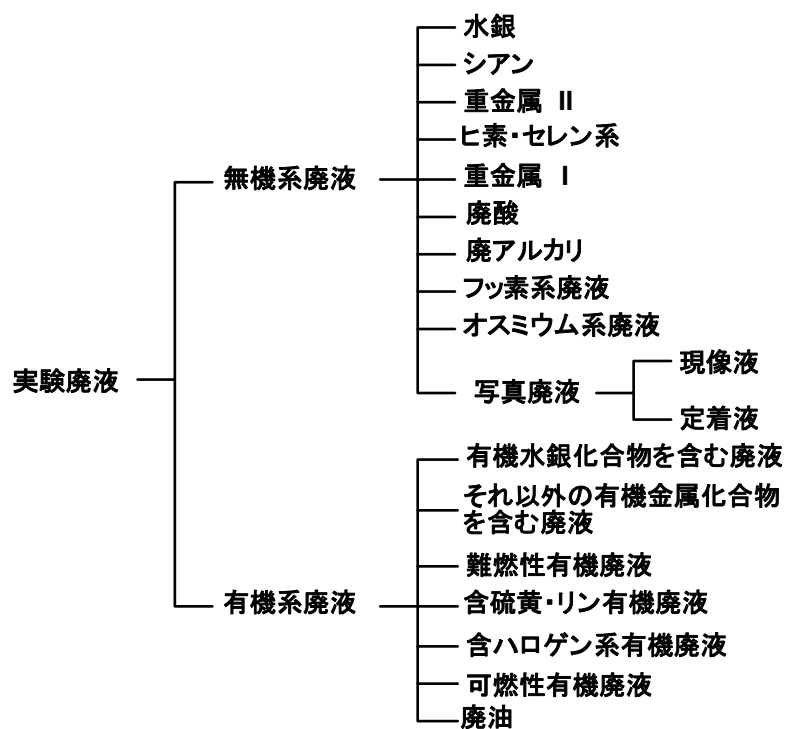 実験廃液
無機系廃液
水銀
シアン
重金属 II
ヒ素・セレン系
重金属 I
廃酸
廃アルカリ
フッ素系廃液
オスミウム系廃液
写真廃液
現像液
定着液
有機系廃液
有機水銀化合物を含む廃液
それ以外の有機金属化合物
を含む廃液
難燃性有機廃液
含硫黄・リン有機廃液
含ハロゲン系有機廃液
可燃性有機廃液
廃油